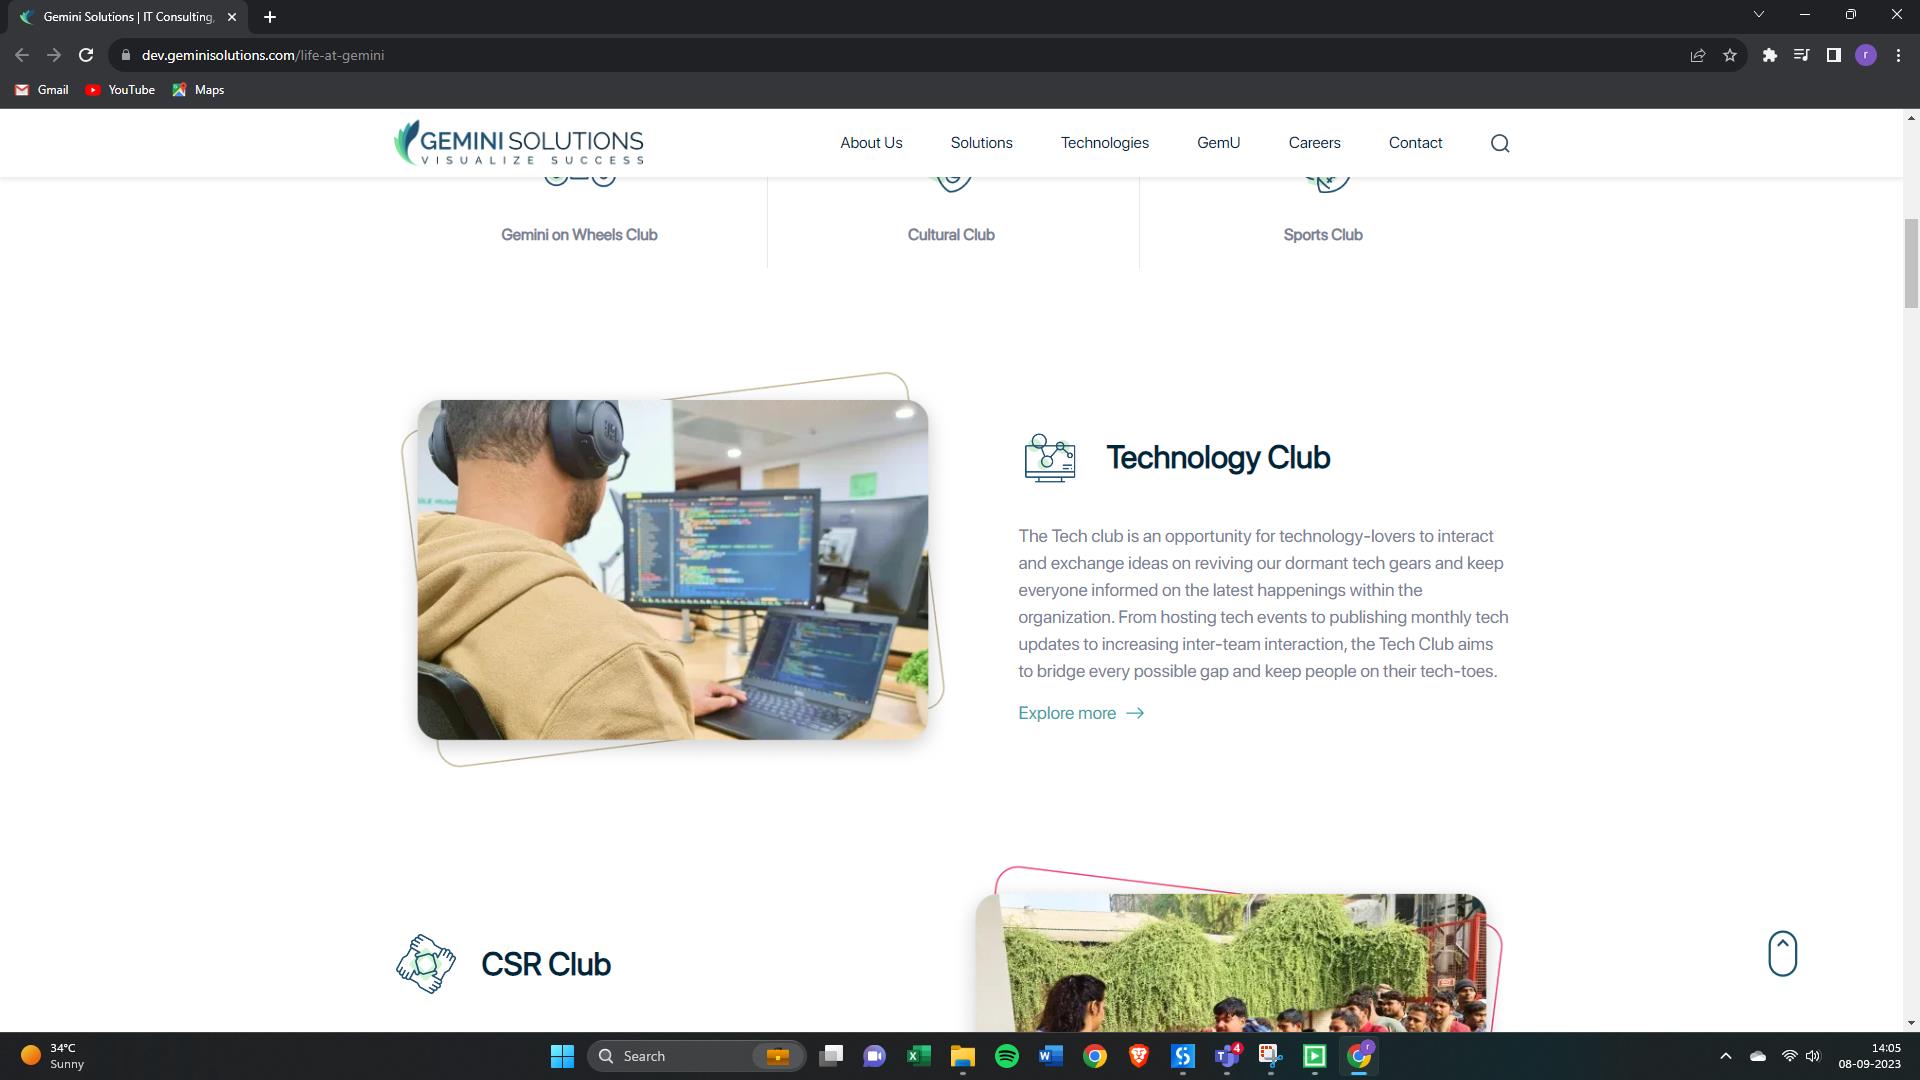 Gemini Solutions | IT Consulting,
dev.geminisolutions.com/life-at-gemini
r
Gmail
YouTube
Maps
GEMINI SOLUTIONS
VISUALIZE SUCCESS
About Us
Solutions
Technologies
GemU
Careers
Contact
Gemini on Wheels Club
Cultural Club
Sports Club
Technology Club
The Tech club is an opportunity for technology-lovers to interact
and exchange ideas on reviving our dormant tech gears and keep
everyone informed on the latest happenings within the
organization. From hosting tech events to publishing monthly tech
updates to increasing inter-team interaction, the Tech Club aims
to bridge every possible gap and keep people on their tech-toes.
Explore more
CSR Club
34°C
Sunny
Search
4
r
14:05
08-09-2023